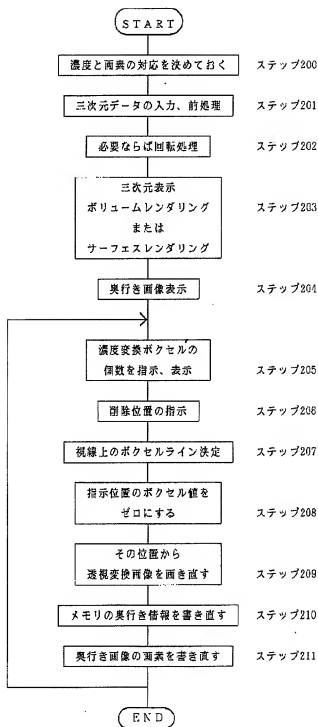 START
濃度と画素の対応を決めておく ステップ200
三次元データの入力、前処理 ステップ201
必要ならば回転処理 ステップ202
三次元表示
ボリュームレンダリング
または
サーフェスレンダリング
ステップ203
奥行き画像表示 ステップ204
濃度変換ボクセルの
個数を指示、表示 ステップ205
削除位置の指示 ステップ206
視線上のボクセルライン決定 ステップ207
指示位置のボクセル値を
ゼロにする ステップ208
その位置から
透視変換画像を画き直す ステップ209
メモリの奥行き情報を書き直す ステップ210
奥行き画像の画素を書き直す ステップ211
END